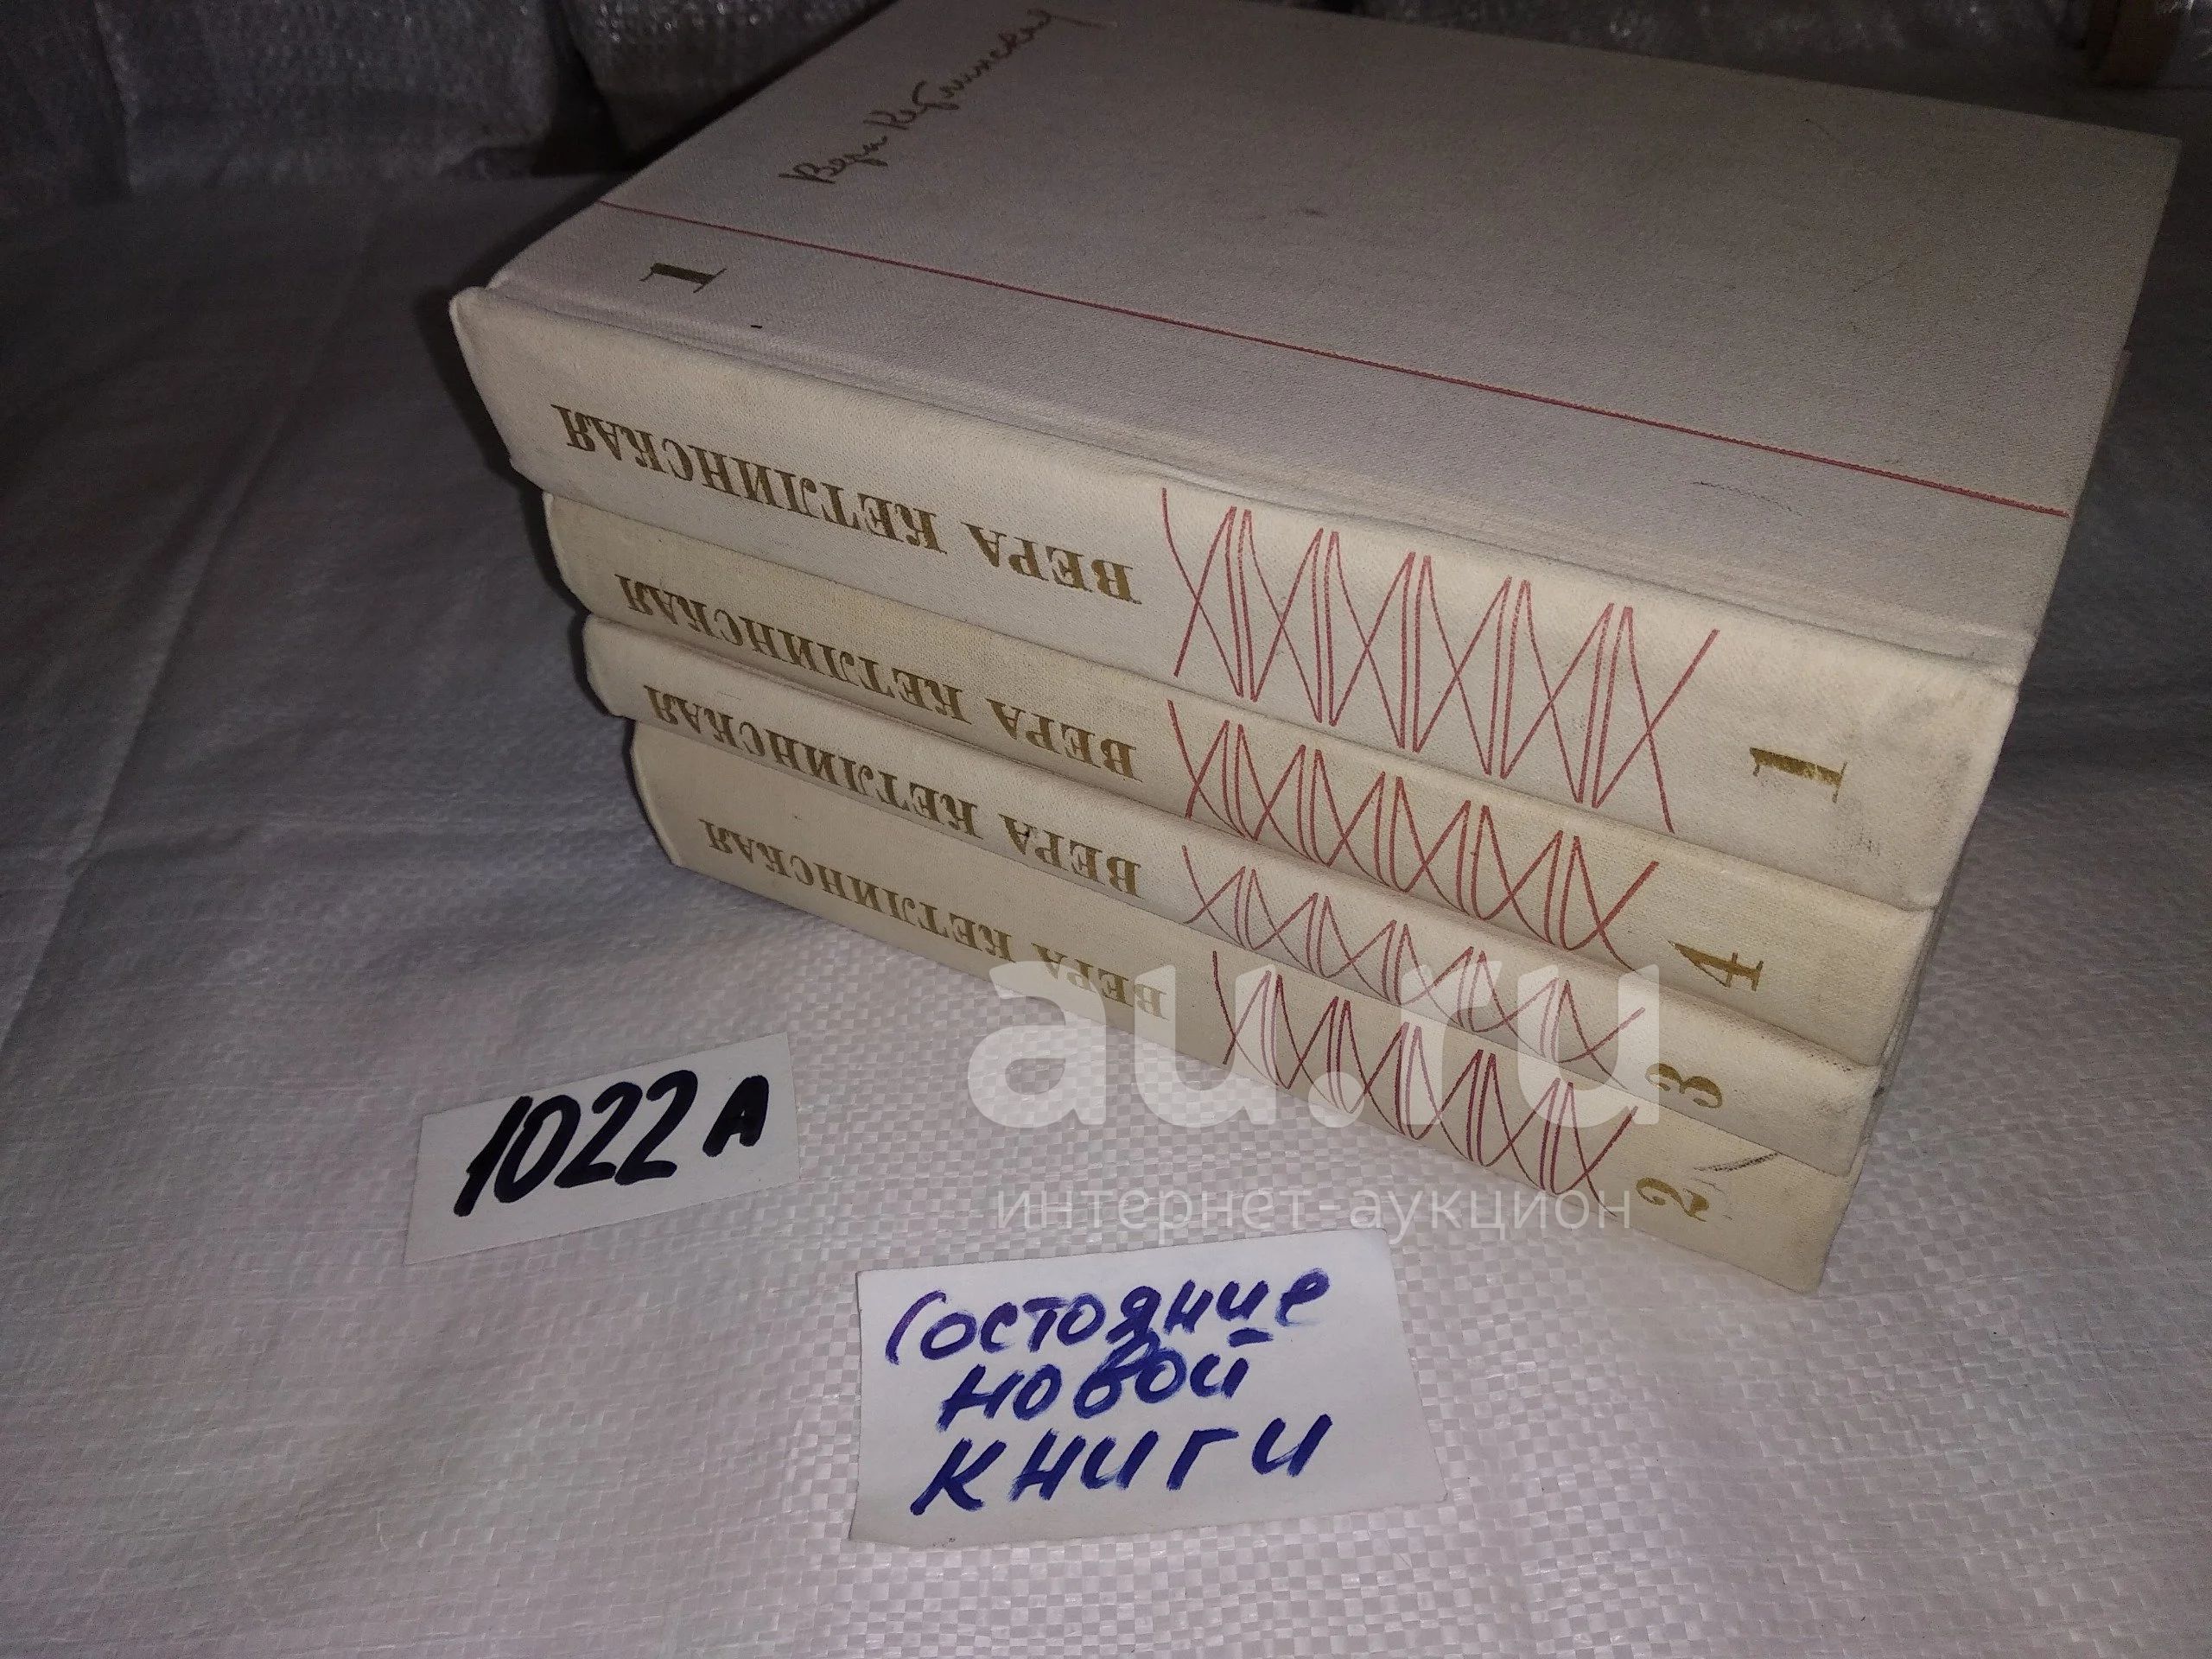 Вера Кетлинская
1
ВЕРА КЕТЛИНСКАЯ
1
ВЕРА КЕТЛИНСКАЯ
4
ВЕРА КЕТЛИНСКАЯ
3
ВЕРА КЕТЛИНСКАЯ
2
au.ru
интернет-аукцион
1022А
Состояние
новой
книги